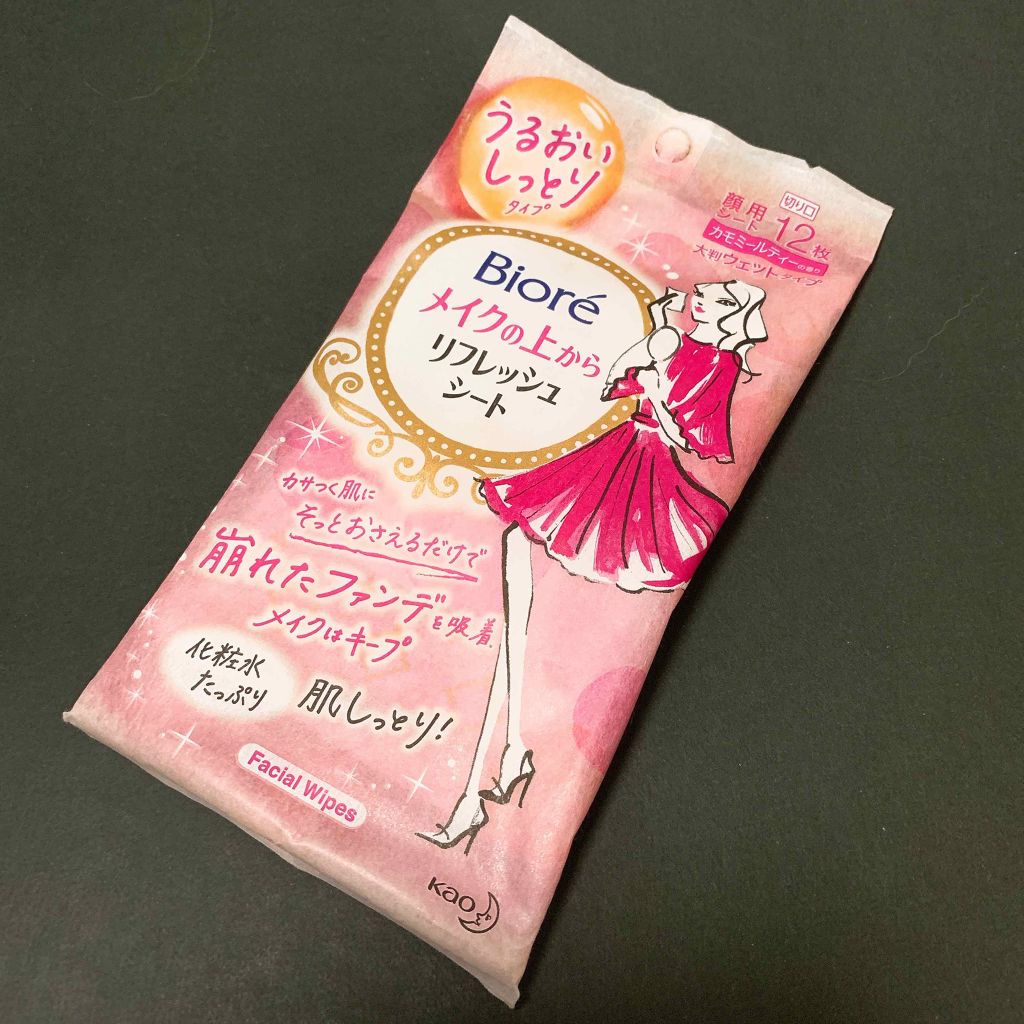 うるおい
しっとり
タイプ
切り口
顔用
シート
12枚
カモミールティーの香り
大判ウェットタイプ
Bioré
メイクの上から
リフレッシュ
シート
カサつく肌に
そっとおさえるだけで
崩れたファンデを吸着
メイクはキープ
化粧水
たっぷり
肌しっとり!
Facial Wipes
Kao